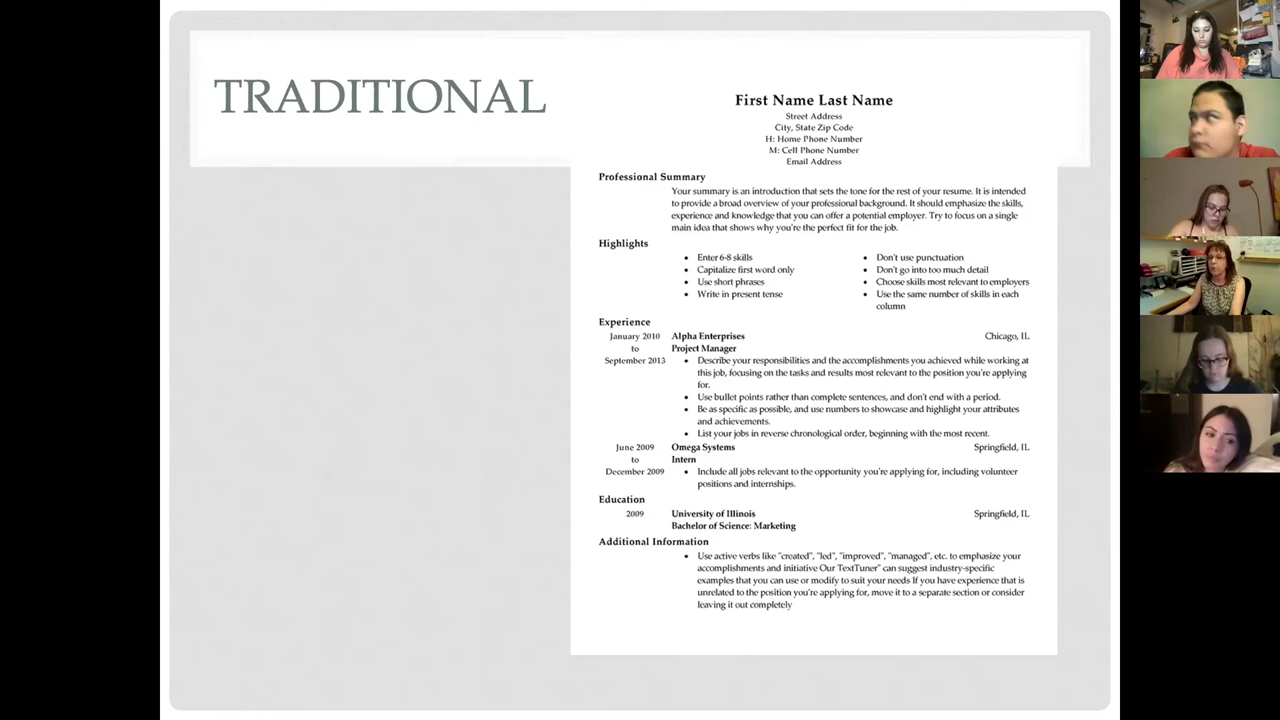 TRADITIONAL
First Name Last Name
Street Address
City, State Zip Code
H: Home Phone Number
M: Cell Phone Number
Email Address
Professional Summary
Your summary is an introduction that sets the tone for the rest of your resume. It is intended
to provide a broad overview of your professional background. It should emphasize the skills,
experience and knowledge that you can offer a potential employer. Try to focus on a single
main idea that shows why you're the perfect fit for the job.
Highlights
• Enter 6-8 skills
• Capitalize first word only
• Use short phrases
• Write in present tense
• Don't use punctuation
• Don't go into too much detail
• Choose skills most relevant to employers
• Use the same number of skills in each
column
Experience
January 2010 Alpha Enterprises Chicago, IL
to Project Manager
September 2013 • Describe your responsibilities and the accomplishments you achieved while working at
this job, focusing on the tasks and results most relevant to the position you're applying
for.
• Use bullet points rather than complete sentences, and don't end with a period.
• Be as specific as possible, and use numbers to showcase and highlight your attributes
and achievements.
• List your jobs in reverse chronological order, beginning with the most recent.
June 2009 Omega Systems Springfield, IL
to Intern
December 2009 • Include all jobs relevant to the opportunity you're applying for, including volunteer
positions and internships.
Education
2009 University of Illinois Springfield, IL
Bachelor of Science: Marketing
Additional Information
• Use active verbs like "created", "led", "improved", "managed", etc. to emphasize your
accomplishments and initiative Our TextTuner" can suggest industry-specific
examples that you can use or modify to suit your needs If you have experience that is
unrelated to the position you're applying for, move it to a separate section or consider
leaving it out completely